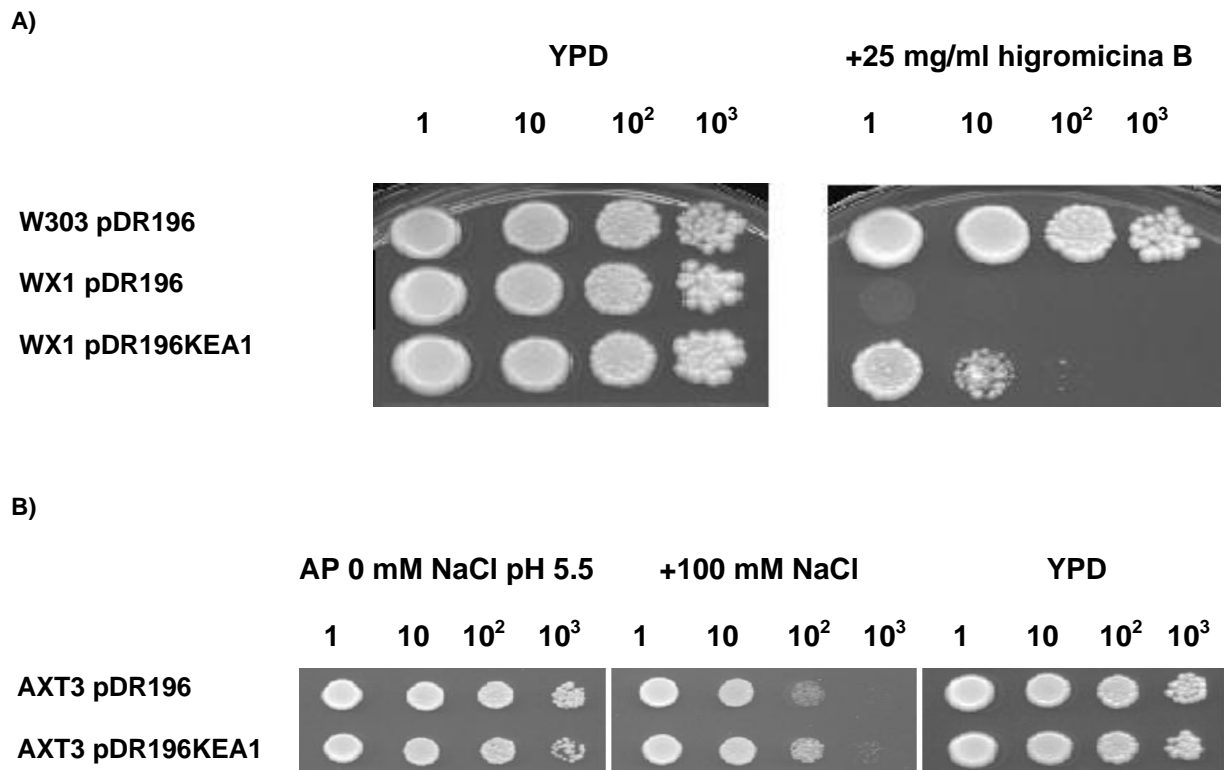 A)
YPD +25 mg/ml higromicina B
1 10 10² 10³ 1 10 10² 10³
W303 pDR196
WX1 pDR196
WX1 pDR196KEA1
B)
AP 0 mM NaCl pH 5.5 +100 mM NaCl YPD
1 10 10² 10³ 1 10 10² 10³ 1 10 10² 10³
AXT3 pDR196
AXT3 pDR196KEA1